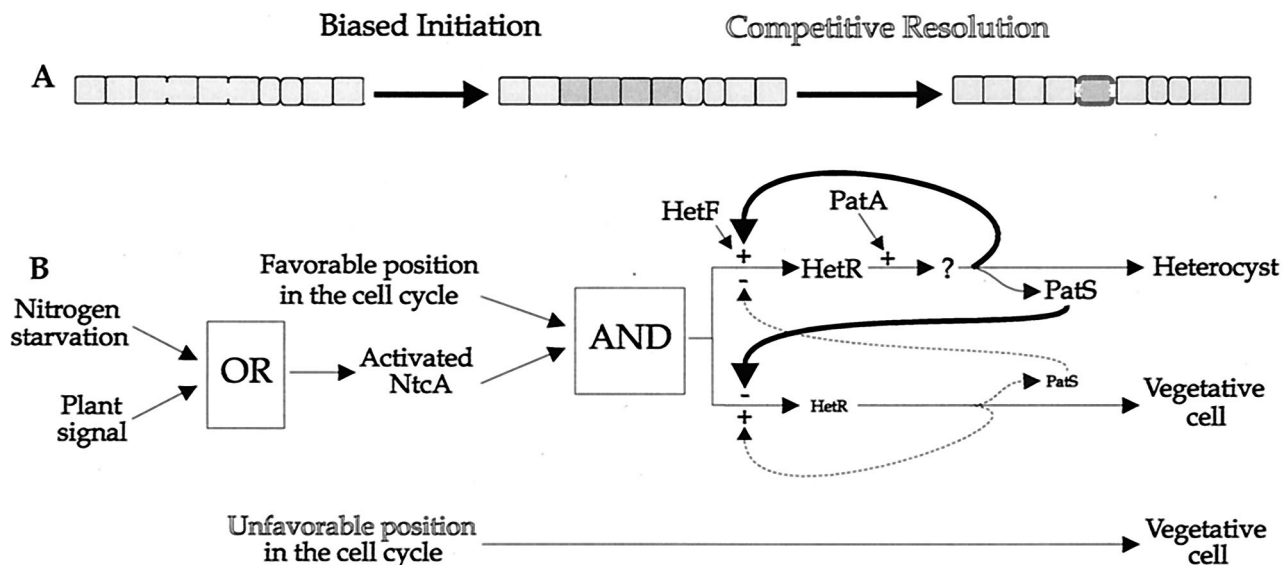 Biased Initiation
Competitive Resolution
A
B
HetF
PatA
+
+
-
HetR
?
Heterocyst
PatS
Favorable position
in the cell cycle
Nitrogen
starvation
OR
Activated
NtcA
AND
Plant
signal
-
+
HetR
PatS
Vegetative
cell
Unfavorable position
in the cell cycle
Vegetative
cell